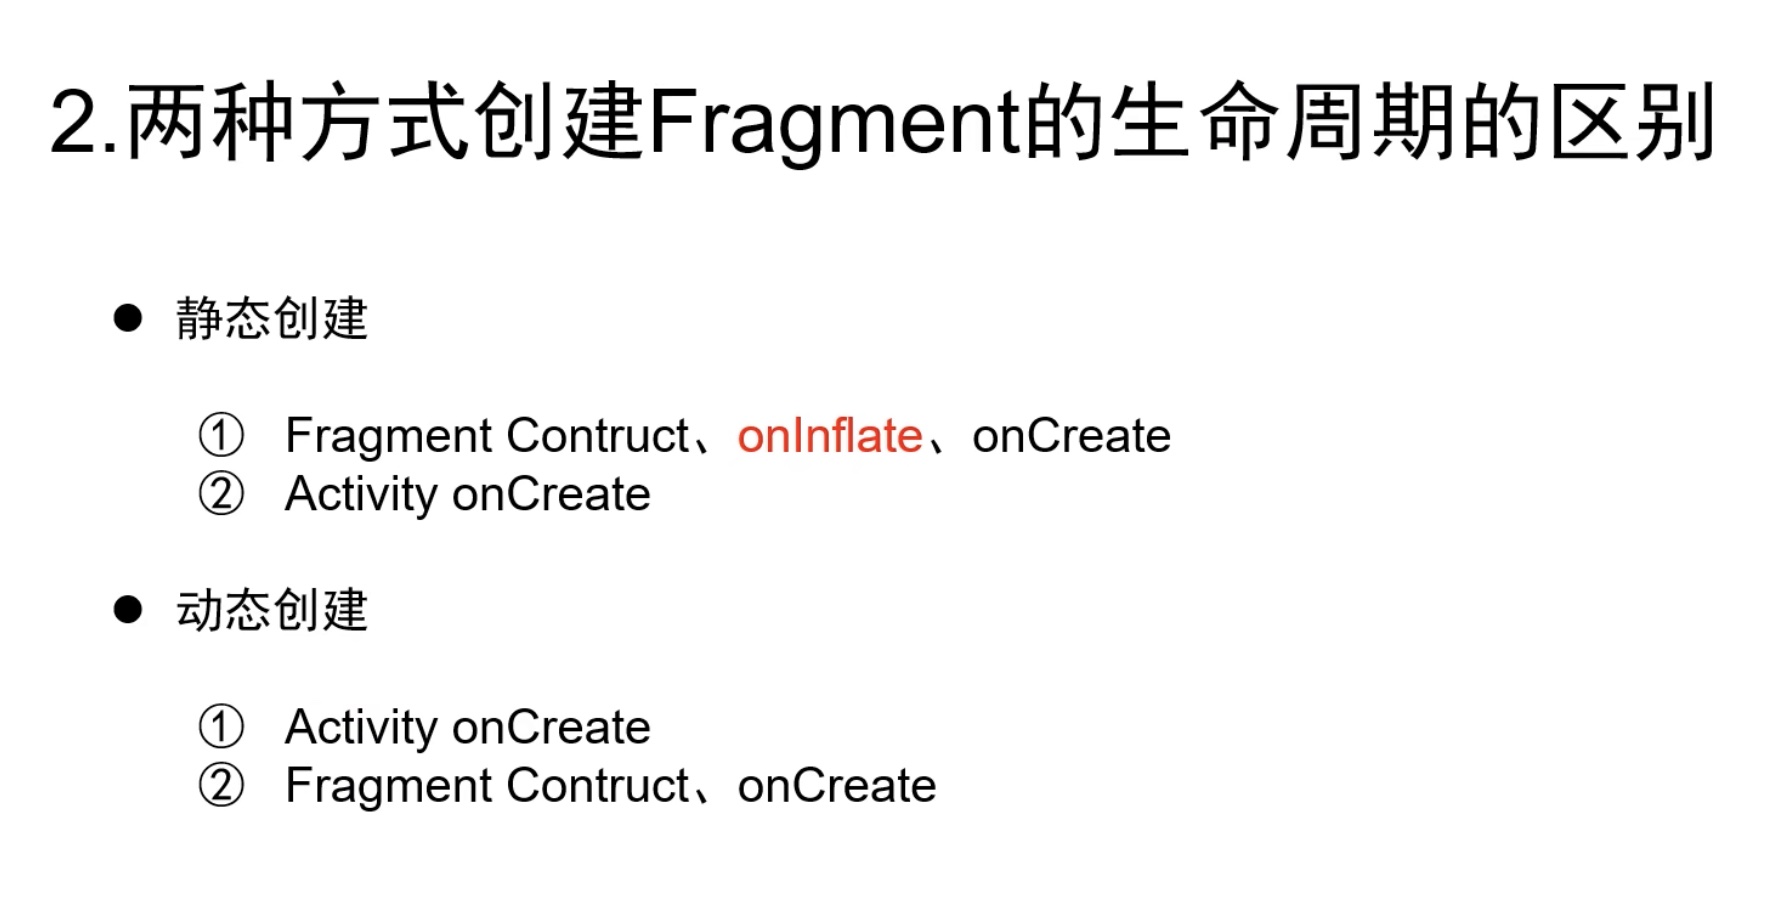 2.两种方式创建Fragment的生命周期的区别
● 静态创建
① Fragment Contruct、onInflate、onCreate
② Activity onCreate
● 动态创建
① Activity onCreate
② Fragment Contruct、onCreate